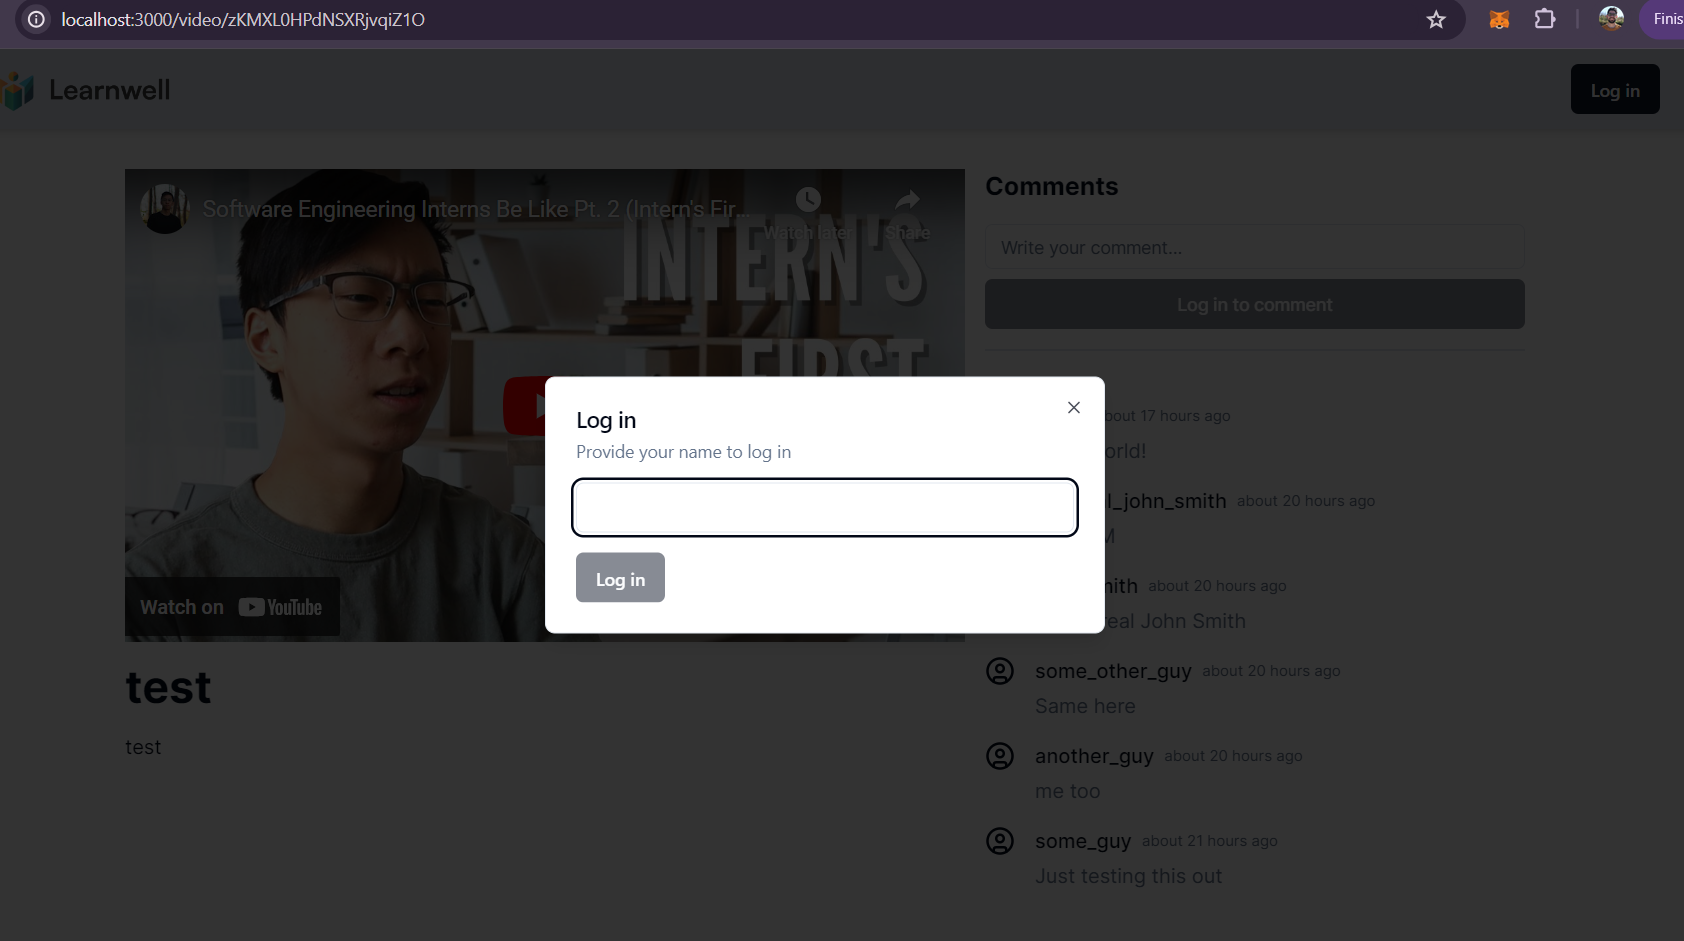 localhost:3000/video/zKMXL0HPdNSXRjvqiZ1O
Finis
Learnwell
Log in
Software Engineering Interns Be Like Pt. 2 (Intern's Fir...
Watch later
Share
INTERN'S
FIRST
Watch on YouTube
test
test
Comments
Write your comment...
Log in to comment
bout 17 hours ago
orld!
l_john_smith about 20 hours ago
M
mith about 20 hours ago
real John Smith
some_other_guy about 20 hours ago
Same here
another_guy about 20 hours ago
me too
some_guy about 21 hours ago
Just testing this out
Log in
Provide your name to log in
Log in